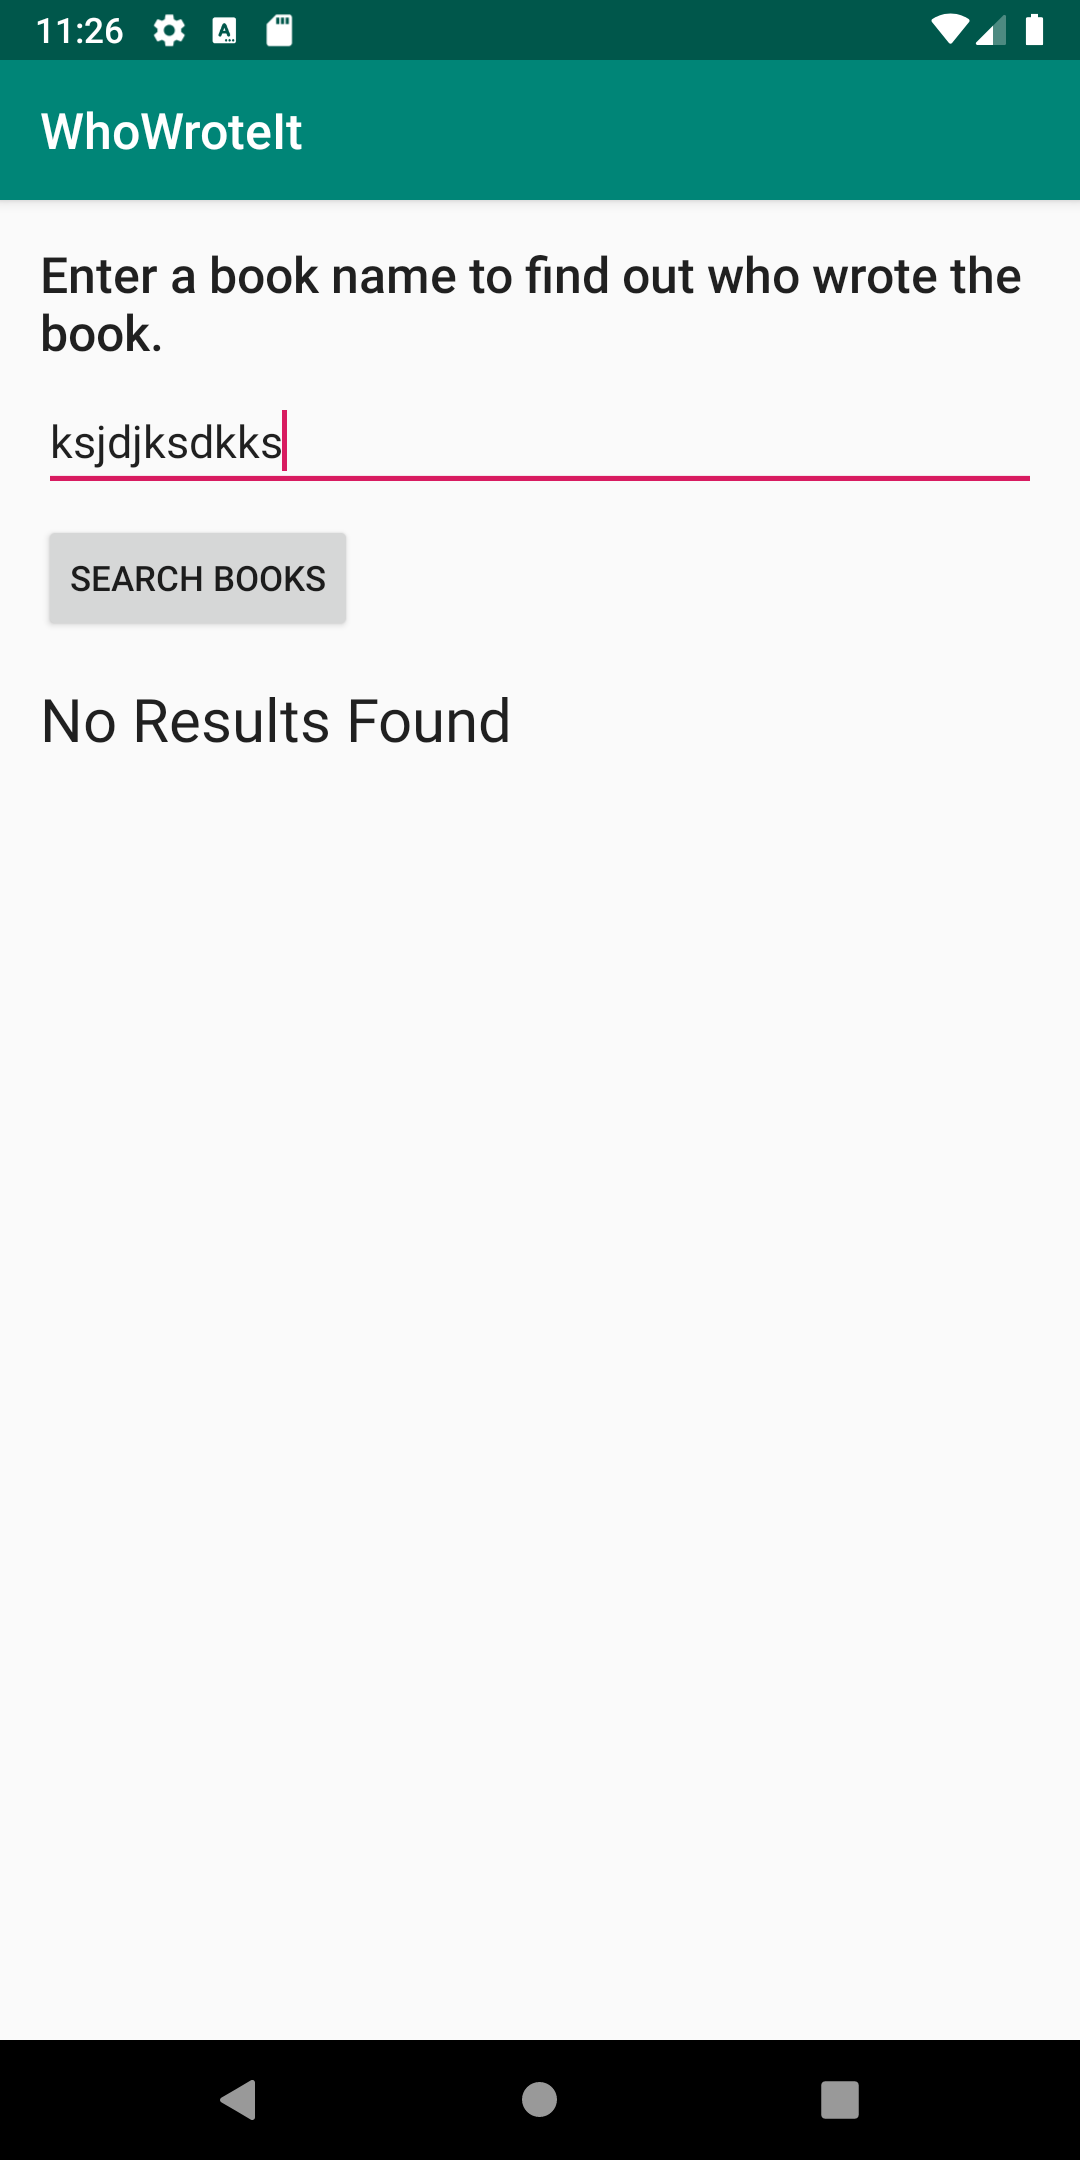 11:26
WhoWroteIt
Enter a book name to find out who wrote the
book.
ksjdjksdkks
SEARCH BOOKS
No Results Found